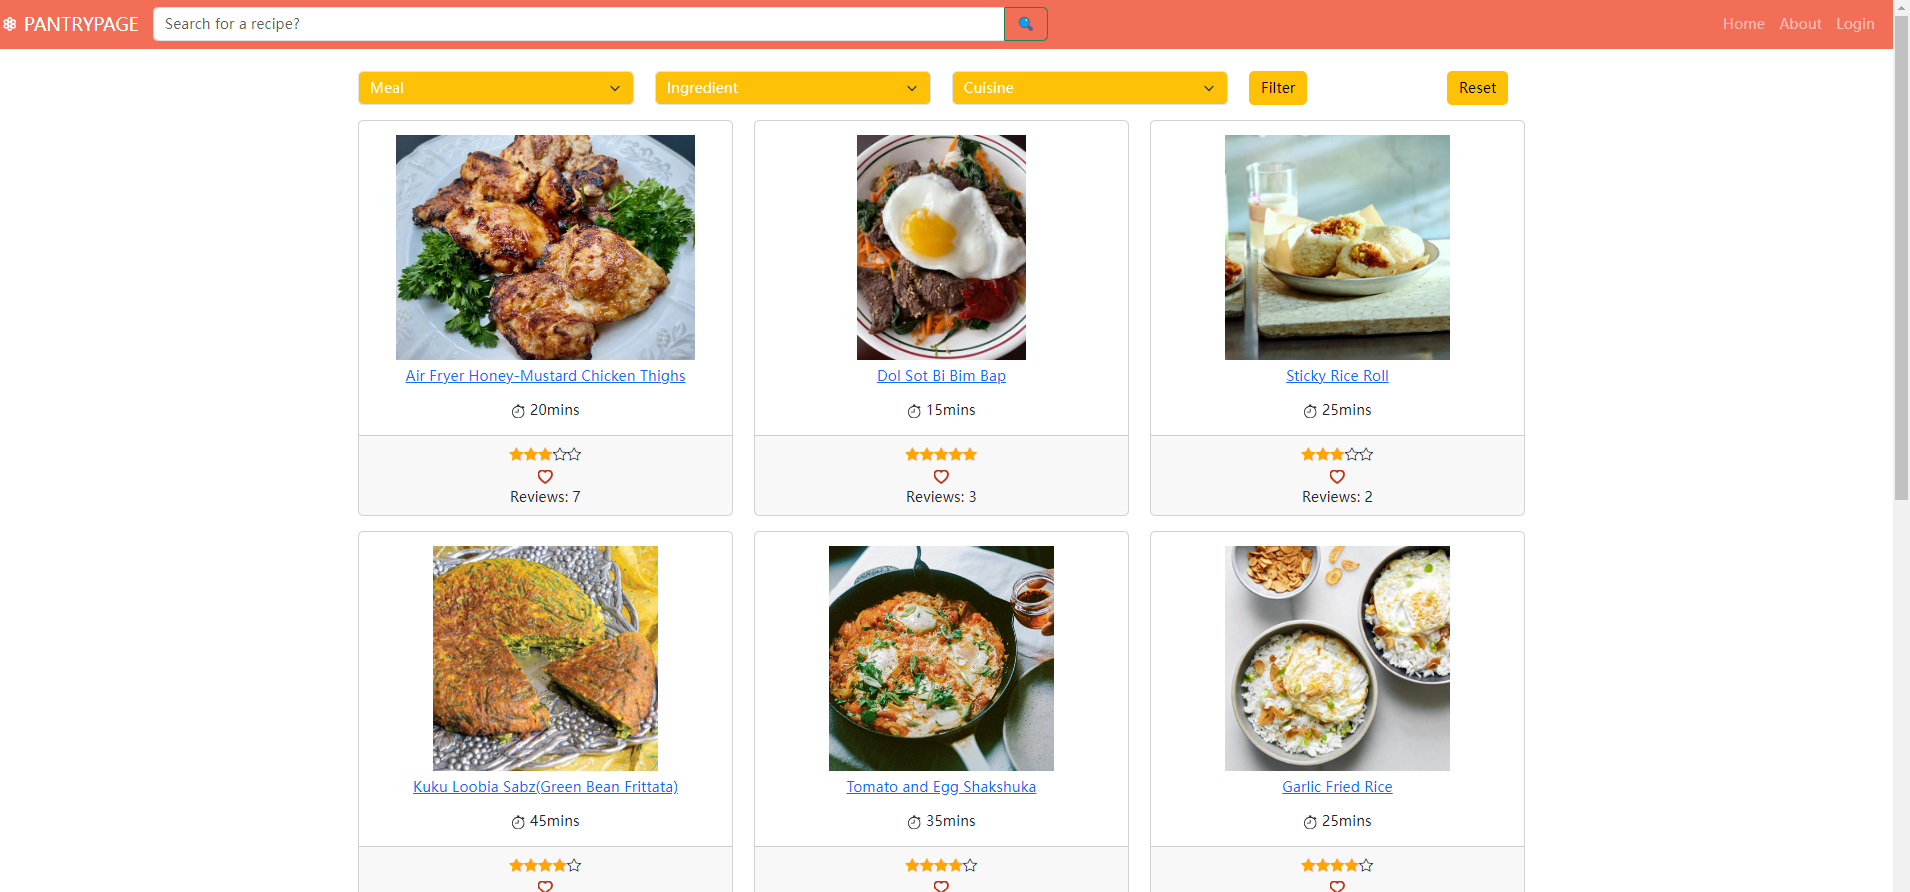 PANTRYPAGE Search for a recipe? Home About Login
Meal Ingredient Cuisine Filter Reset
Air Fryer Honey-Mustard Chicken Thighs
20mins
Reviews: 7
Dol Sot Bi Bim Bap
15mins
Reviews: 3
Sticky Rice Roll
25mins
Reviews: 2
Kuku Loobia Sabz(Green Bean Frittata)
45mins
Tomato and Egg Shakshuka
35mins
Garlic Fried Rice
25mins